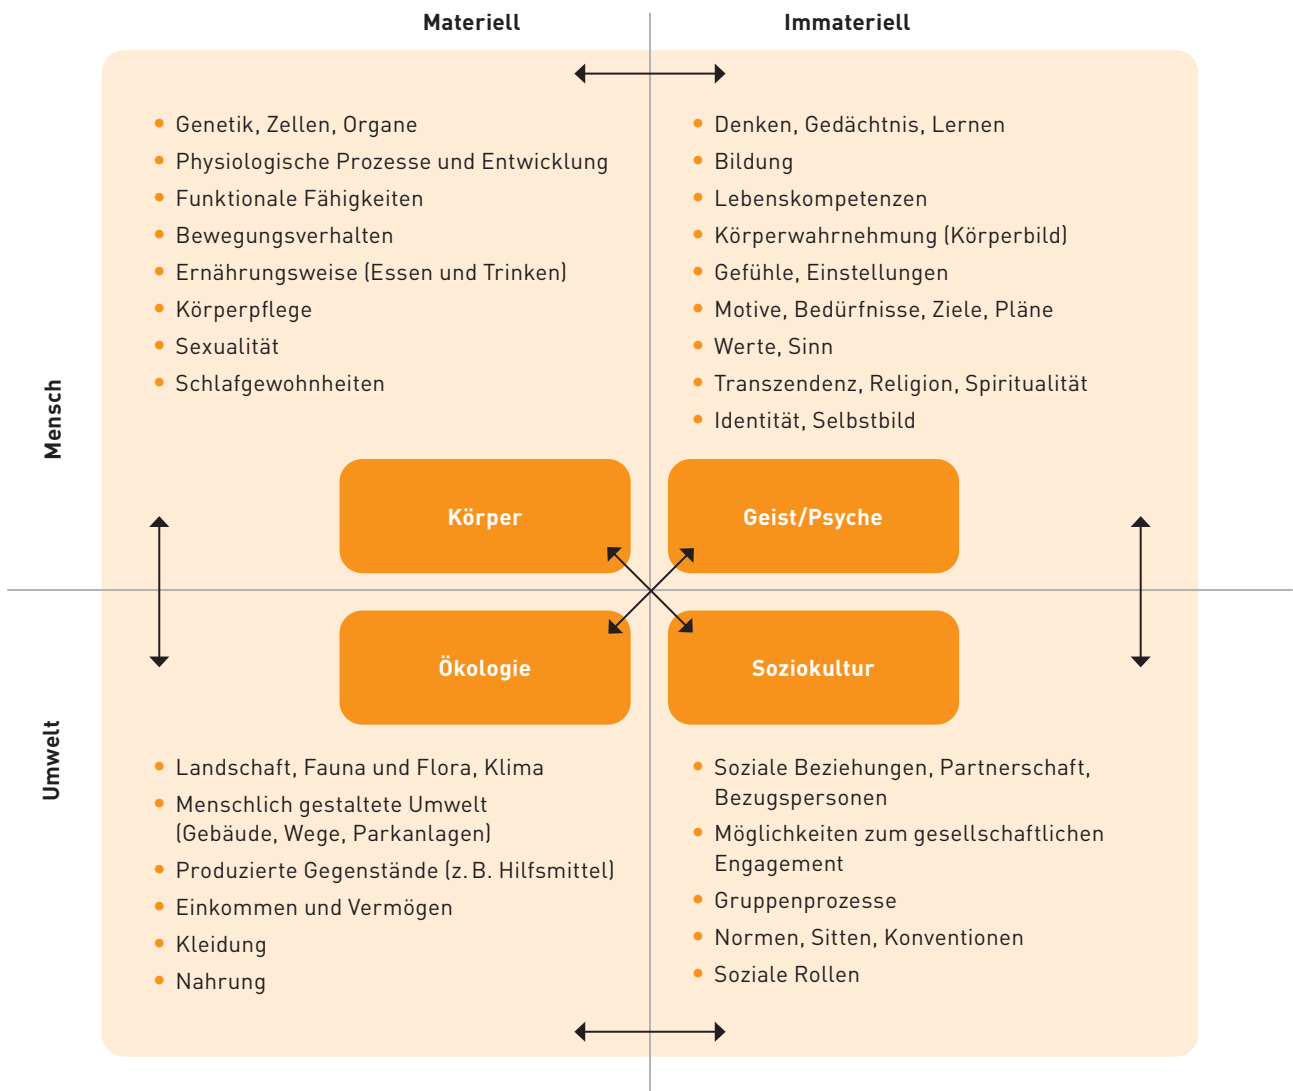 Materiell
Immateriell
Mensch
• Genetik, Zellen, Organe
• Physiologische Prozesse und Entwicklung
• Funktionale Fähigkeiten
• Bewegungsverhalten
• Ernährungsweise (Essen und Trinken)
• Körperpflege
• Sexualität
• Schlafgewohnheiten
• Denken, Gedächtnis, Lernen
• Bildung
• Lebenskompetenzen
• Körperwahrnehmung (Körperbild)
• Gefühle, Einstellungen
• Motive, Bedürfnisse, Ziele, Pläne
• Werte, Sinn
• Transzendenz, Religion, Spiritualität
• Identität, Selbstbild
Körper
Geist/Psyche
Umwelt
Ökologie
Soziokultur
• Landschaft, Fauna und Flora, Klima
• Menschlich gestaltete Umwelt
(Gebäude, Wege, Parkanlagen)
• Produzierte Gegenstände (z. B. Hilfsmittel)
• Einkommen und Vermögen
• Kleidung
• Nahrung
• Soziale Beziehungen, Partnerschaft,
Bezugspersonen
• Möglichkeiten zum gesellschaftlichen
Engagement
• Gruppenprozesse
• Normen, Sitten, Konventionen
• Soziale Rollen